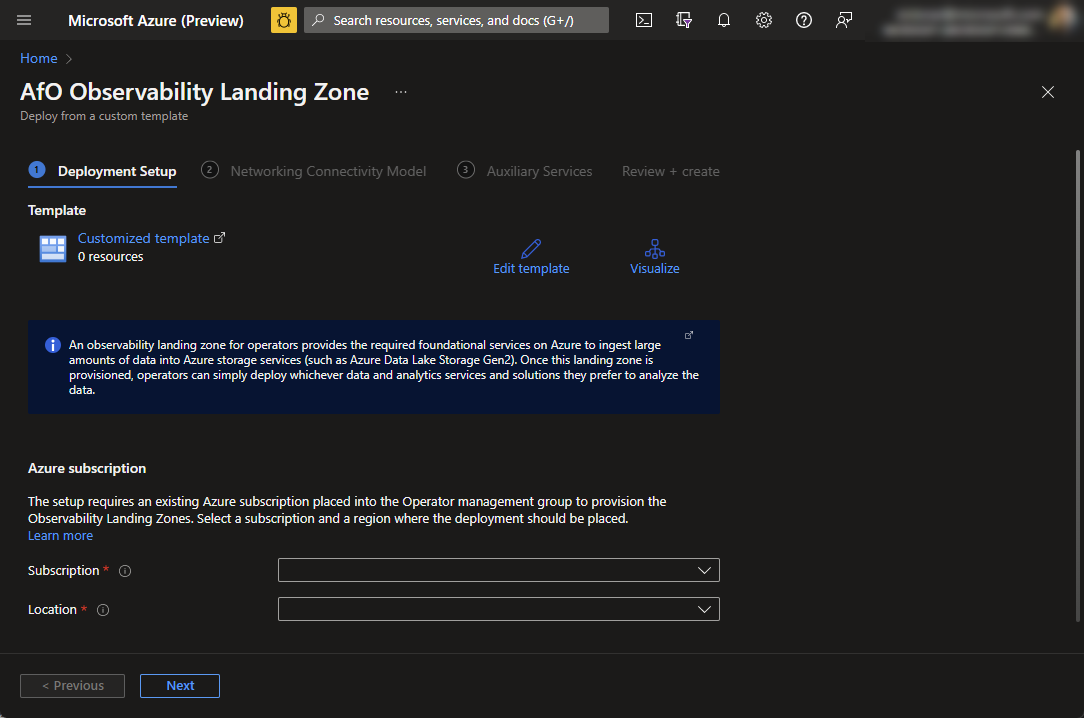 Microsoft Azure (Preview)
Search resources, services, and docs (G+/)
Home >
AfO Observability Landing Zone ...
Deploy from a custom template
1 Deployment Setup
2 Networking Connectivity Model
3 Auxiliary Services
Review + create
Template
Customized template
0 resources
Edit template
Visualize
An observability landing zone for operators provides the required foundational services on Azure to ingest large
amounts of data into Azure storage services (such as Azure Data Lake Storage Gen2). Once this landing zone is
provisioned, operators can simply deploy whichever data and analytics services and solutions they prefer to analyze the
data.
Azure subscription
The setup requires an existing Azure subscription placed into the Operator management group to provision the
Observability Landing Zones. Select a subscription and a region where the deployment should be placed.
Learn more
Subscription *
Location *
< Previous
Next